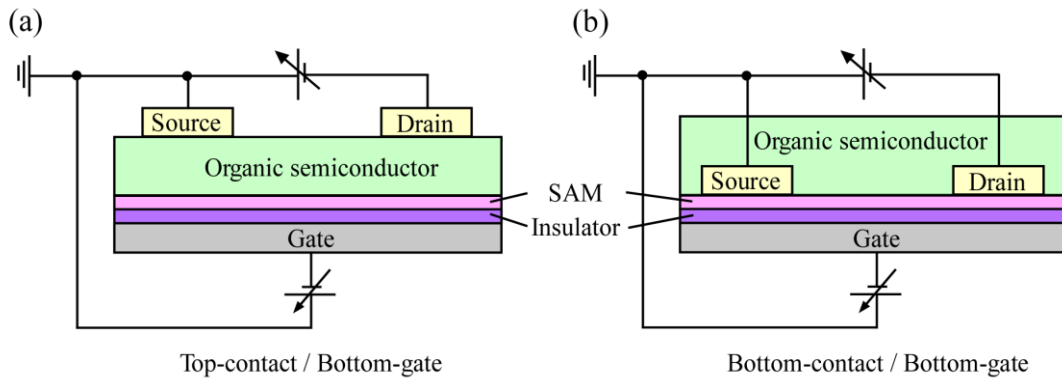 (a)
(b)
Source
Drain
Organic semiconductor
SAM
Insulator
Gate
Organic semiconductor
Source
Drain
Gate
Top-contact / Bottom-gate
Bottom-contact / Bottom-gate